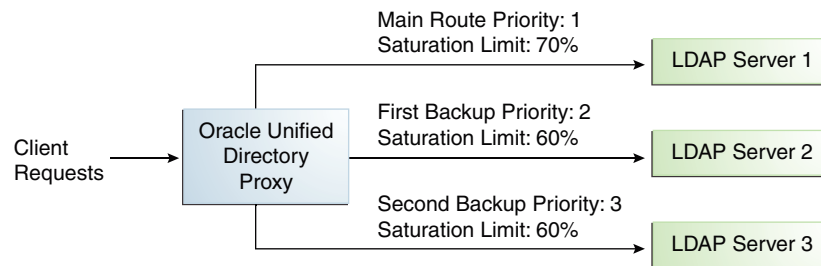 Main Route Priority: 1
Saturation Limit: 70%
LDAP Server 1
First Backup Priority: 2
Saturation Limit: 60%
LDAP Server 2
Client
Requests
Oracle Unified
Directory
Proxy
Second Backup Priority: 3
Saturation Limit: 60%
LDAP Server 3